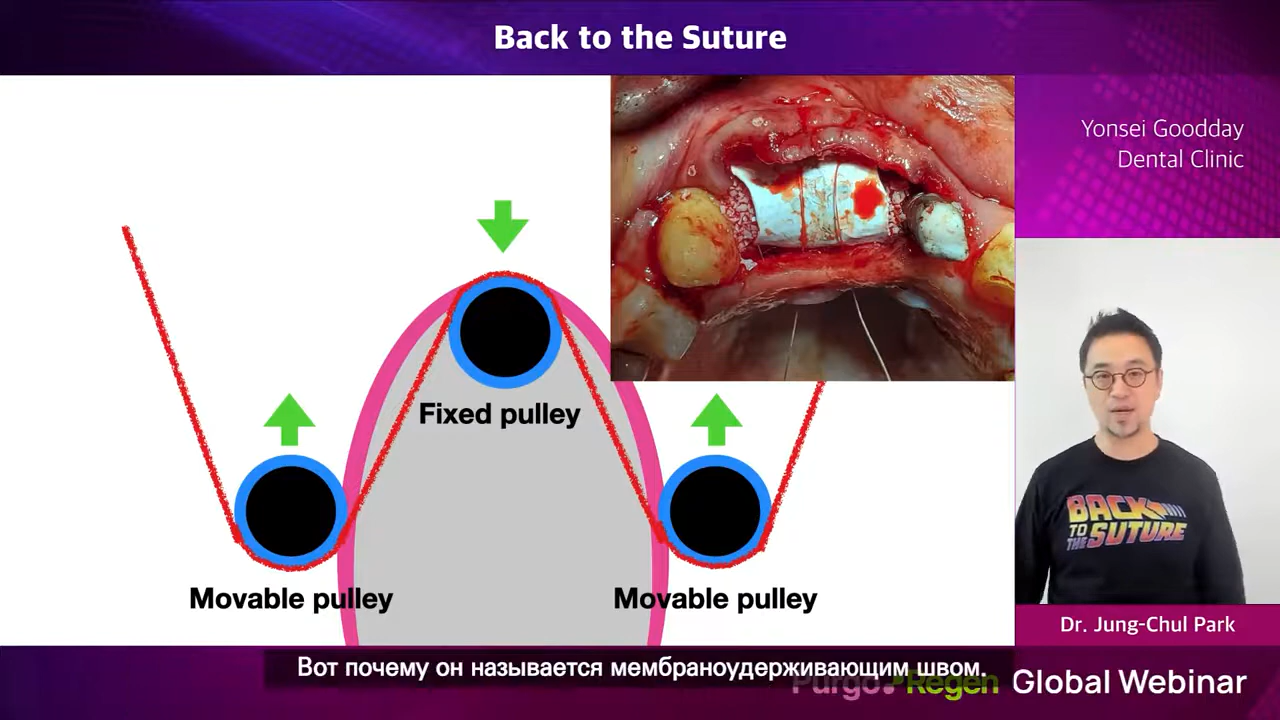 Back to the Suture
Yonsei Goodday
Dental Clinic
Fixed pulley
Movable pulley
Movable pulley
BACK
TO
THE SUTURE
Dr. Jung-Chul Park
Вот почему он называется мембраноудерживающим швом.
Purgo Regen Global Webinar